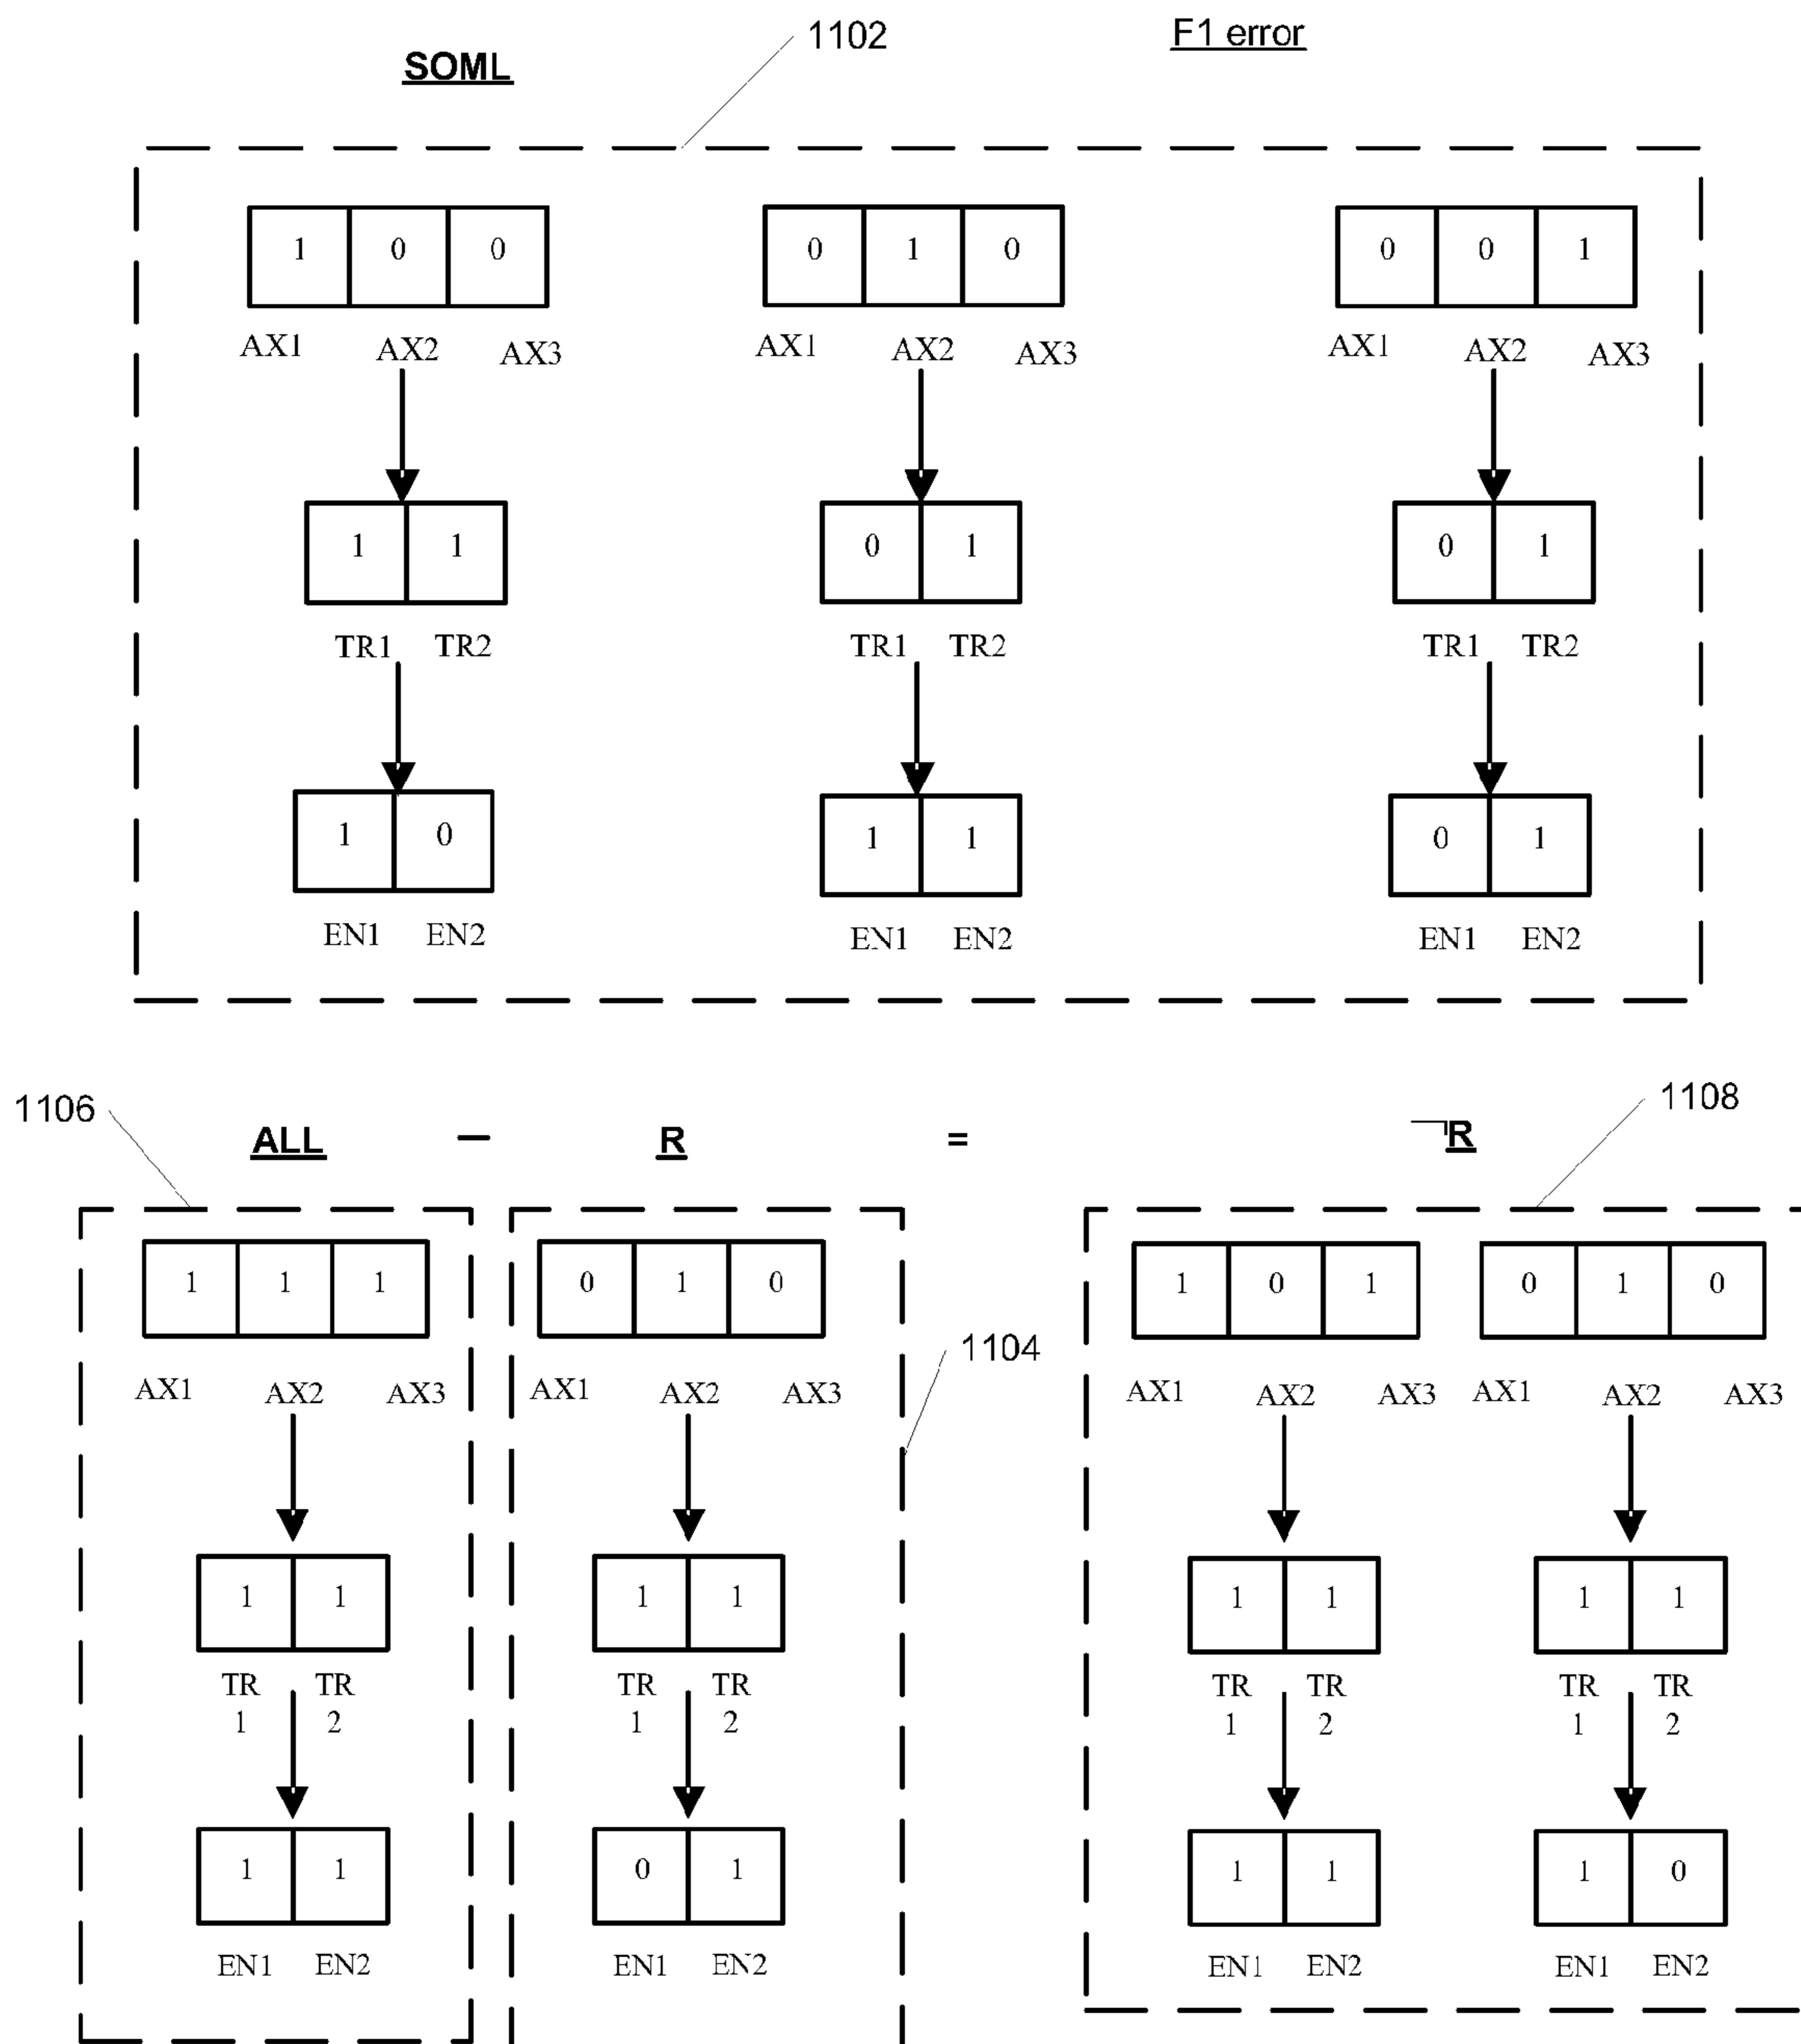 1102
F1 error
SOML
1 0 0 0 1 0 0 0 1
AX1 AX2 AX3 AX1 AX2 AX3 AX1 AX2 AX3
1 1 0 1 0 1
TR1 TR2 TR1 TR2 TR1 TR2
1 0 1 1 0 1
EN1 EN2 EN1 EN2 EN1 EN2
1106
1108
ALL – R = ¬R
1 1 1 0 1 0 1 0 1 0 1 0
1104
AX1 AX2 AX3 AX1 AX2 AX3 AX1 AX2 AX3 AX1 AX2 AX3
1 1 1 1 1 1 1 1
TR TR TR TR TR TR TR TR
1 2 1 2 1 2 1 2
1 1 0 1 1 1 1 0
EN1 EN2 EN1 EN2 EN1 EN2 EN1 EN2